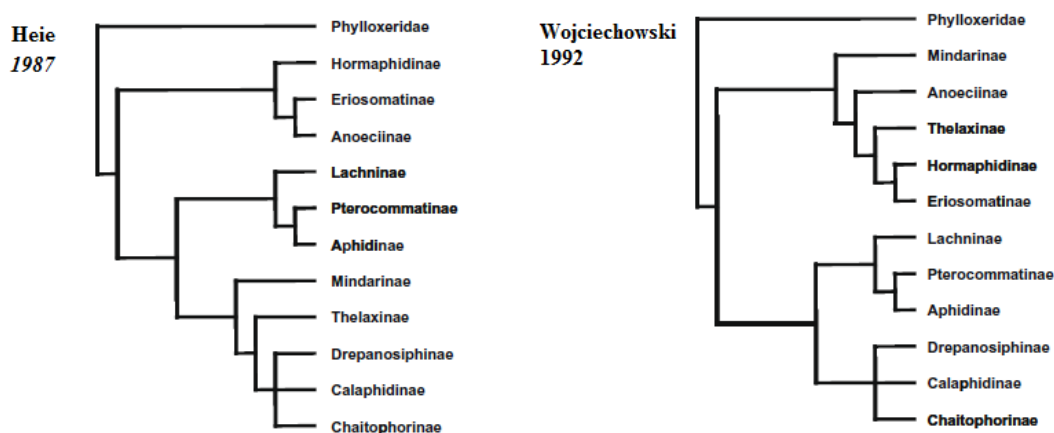 Heie
1987
Phylloxeridae
Hormaphidinae
Eriosomatinae
Anoeciinae
Lachninae
Pterocommatinae
Aphidinae
Mindarinae
Thelaxinae
Drepanosiphinae
Calaphidinae
Chaitophorinae
Wojciechowski
1992
Phylloxeridae
Mindarinae
Anoeciinae
Thelaxinae
Hormaphidinae
Eriosomatinae
Lachninae
Pterocommatinae
Aphidinae
Drepanosiphinae
Calaphidinae
Chaitophorinae